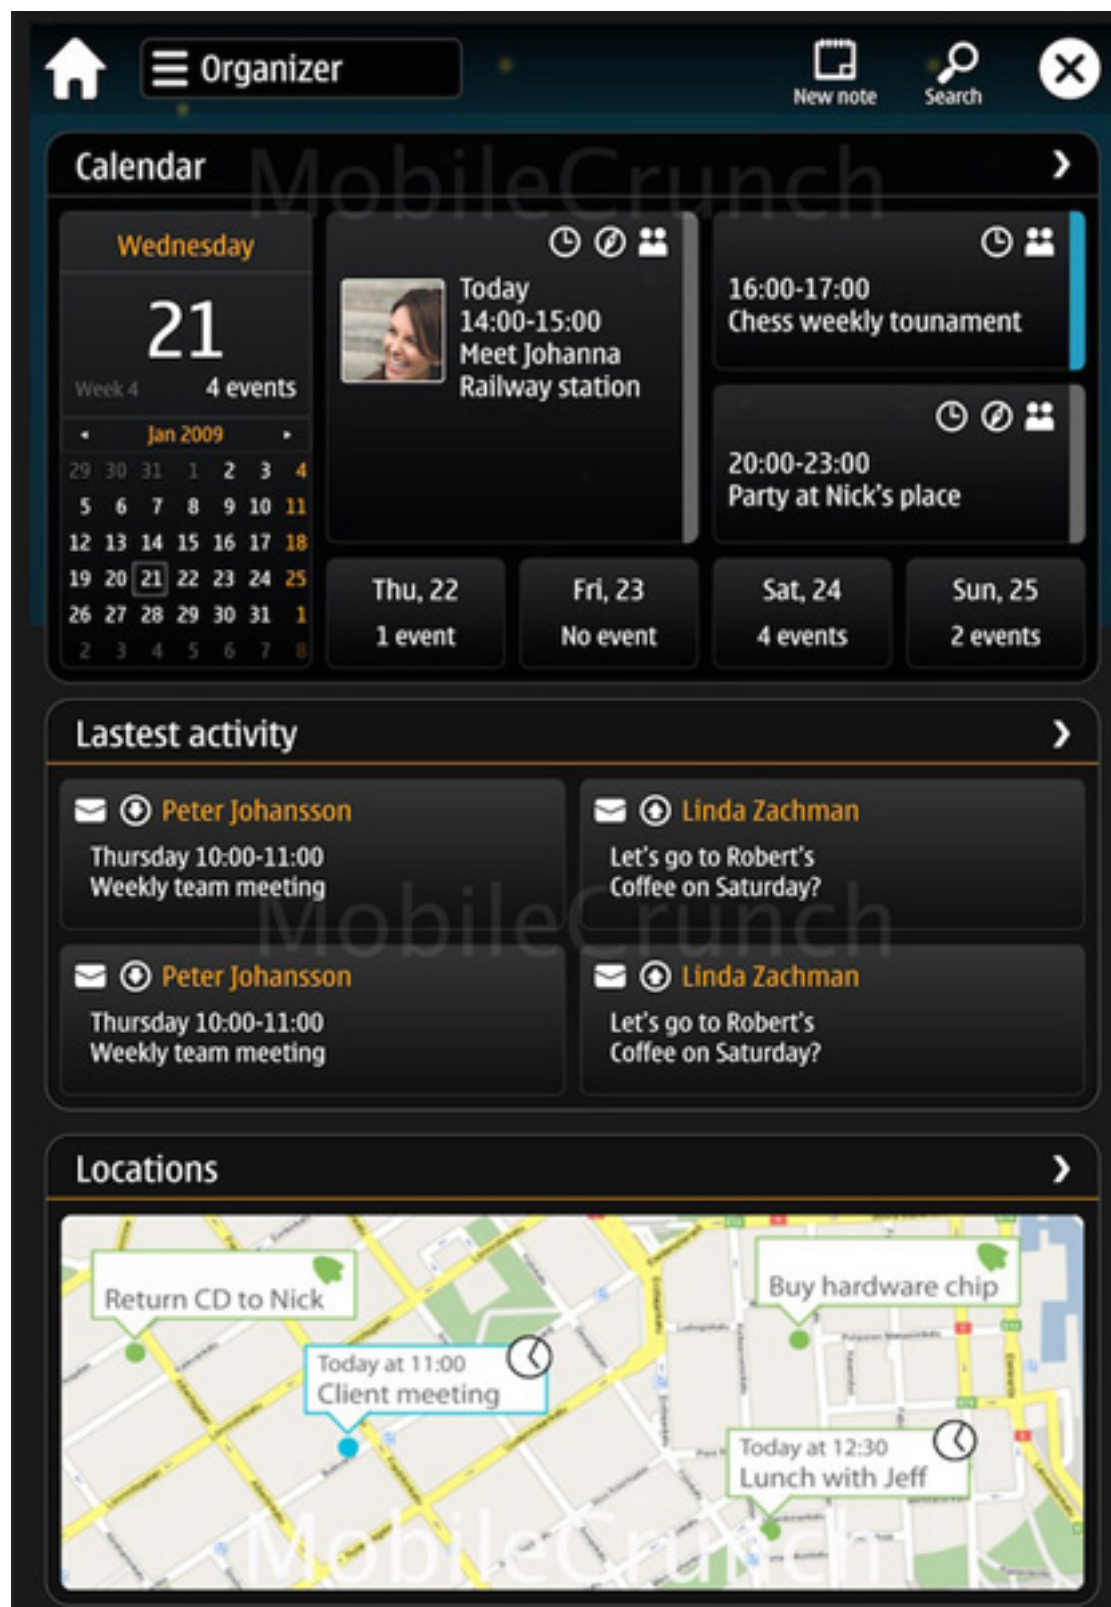 Organizer
New note
Search
Calendar
MobileCrunch
Wednesday
21
Week 4
4 events
Jan 2009
29 30 31 1 2 3 4
5 6 7 8 9 10 11
12 13 14 15 16 17 18
19 20 21 22 23 24 25
26 27 28 29 30 31 1
2 3 4 5 6 7 8
Today
14:00-15:00
Meet Johanna
Railway station
16:00-17:00
Chess weekly tounament
20:00-23:00
Party at Nick's place
Thu, 22
1 event
Fri, 23
No event
Sat, 24
4 events
Sun, 25
2 events
Lastest activity
Peter Johansson
Thursday 10:00-11:00
Weekly team meeting
Linda Zachman
Let's go to Robert's
Coffee on Saturday?
MobileCrunch
Peter Johansson
Thursday 10:00-11:00
Weekly team meeting
Linda Zachman
Let's go to Robert's
Coffee on Saturday?
Locations
Return CD to Nick
Buy hardware chip
Today at 11:00
Client meeting
Today at 12:30
Lunch with Jeff
MobileCrunch